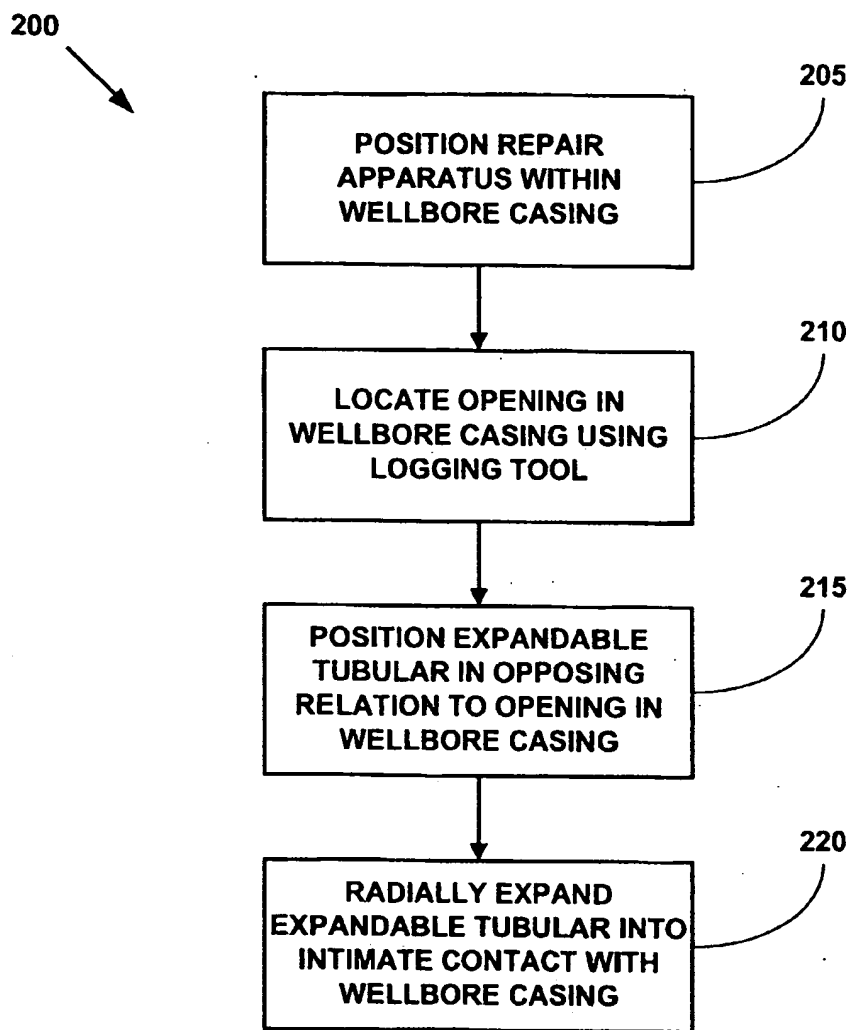 200
205
POSITION REPAIR
APPARATUS WITHIN
WELLBORE CASING
210
LOCATE OPENING IN
WELLBORE CASING USING
LOGGING TOOL
215
POSITION EXPANDABLE
TUBULAR IN OPPOSING
RELATION TO OPENING IN
WELLBORE CASING
220
RADIALLY EXPAND
EXPANDABLE TUBULAR INTO
INTIMATE CONTACT WITH
WELLBORE CASING